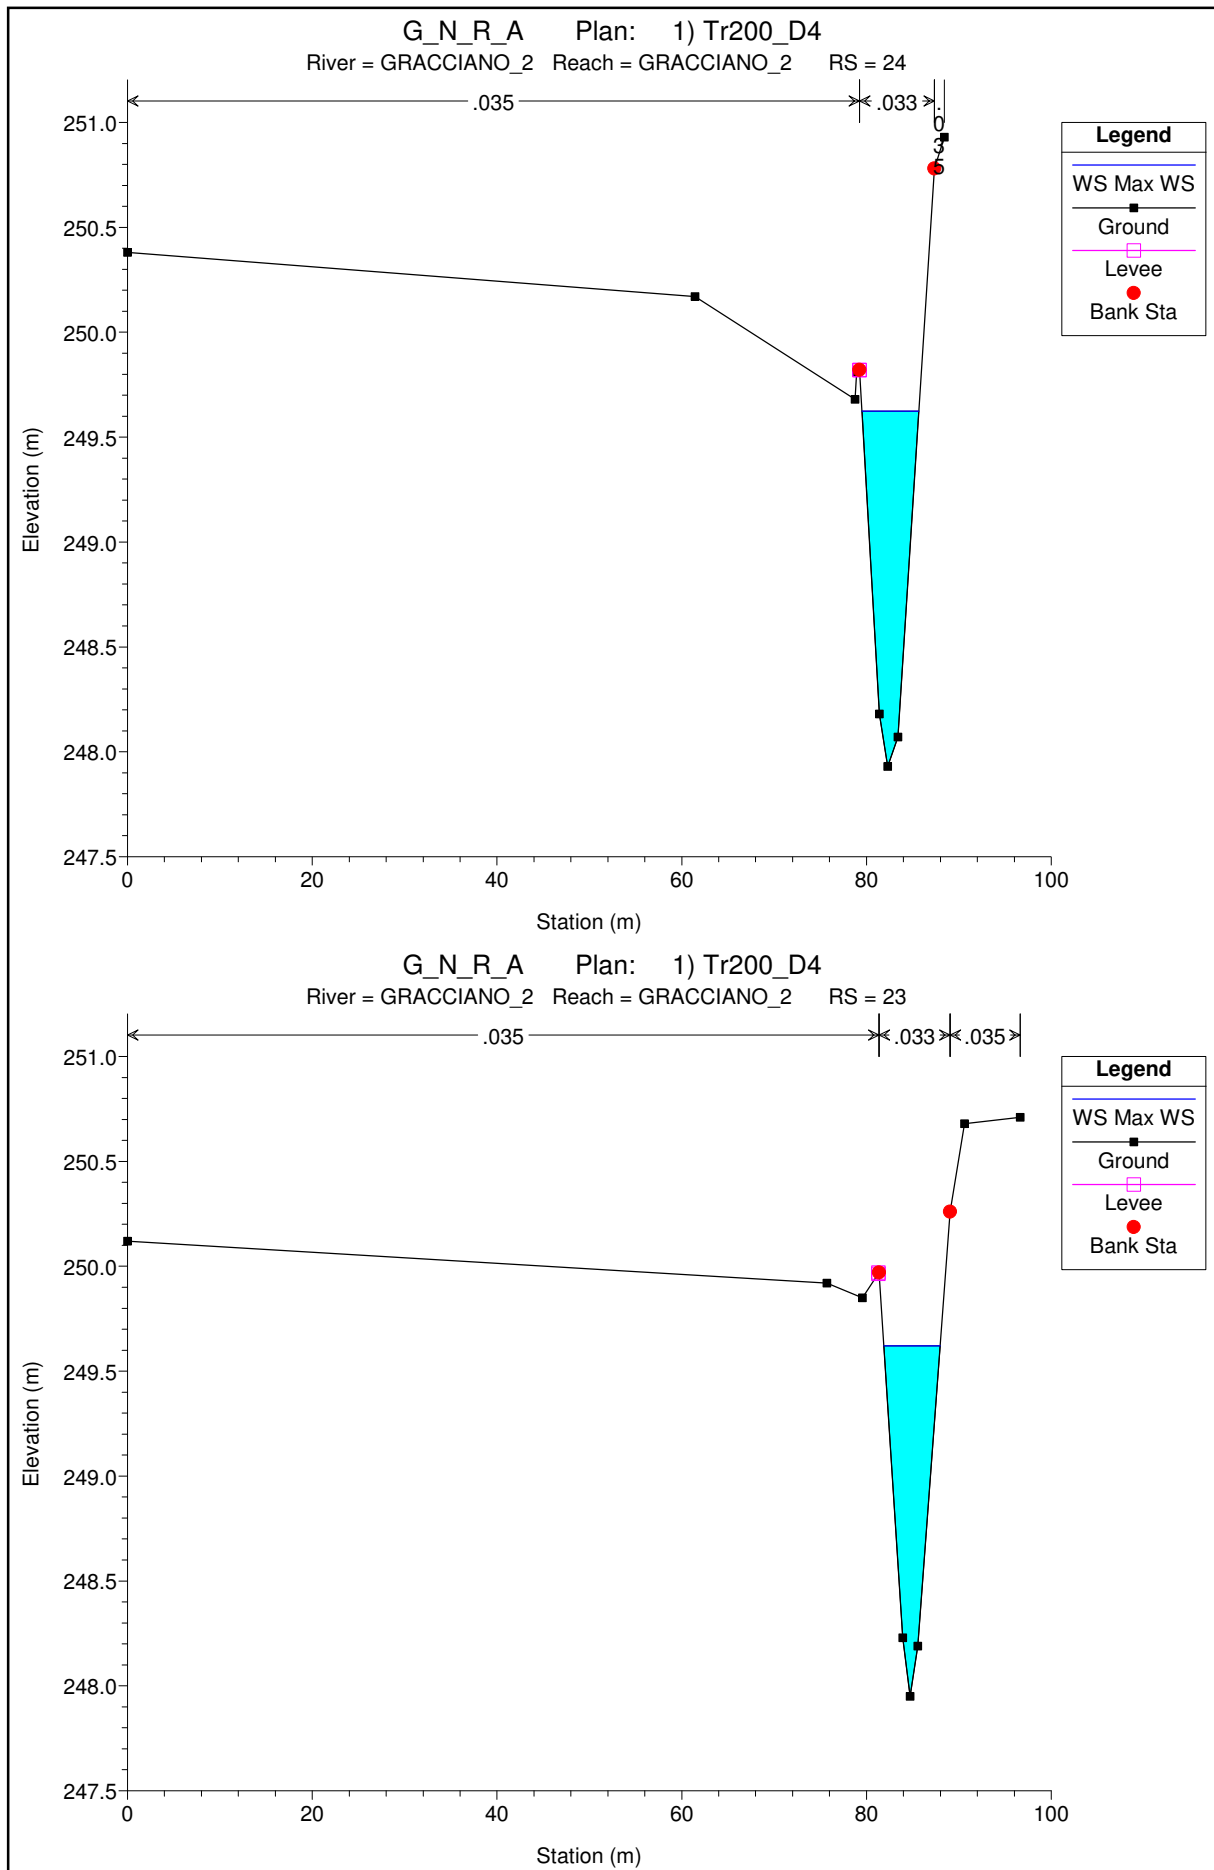 G_N_R_A Plan: 1) Tr200_D4
River = GRACCIANO_2 Reach = GRACCIANO_2 RS = 24
.035 .033 .035
251.0
250.5
250.0
249.5
249.0
248.5
248.0
247.5
Elevation (m)
0 20 40 60 80 100
Station (m)
Legend
WS Max WS
Ground
Levee
Bank Sta
G_N_R_A Plan: 1) Tr200_D4
River = GRACCIANO_2 Reach = GRACCIANO_2 RS = 23
.035 .033 .035
251.0
250.5
250.0
249.5
249.0
248.5
248.0
247.5
Elevation (m)
0 20 40 60 80 100
Station (m)
Legend
WS Max WS
Ground
Levee
Bank Sta